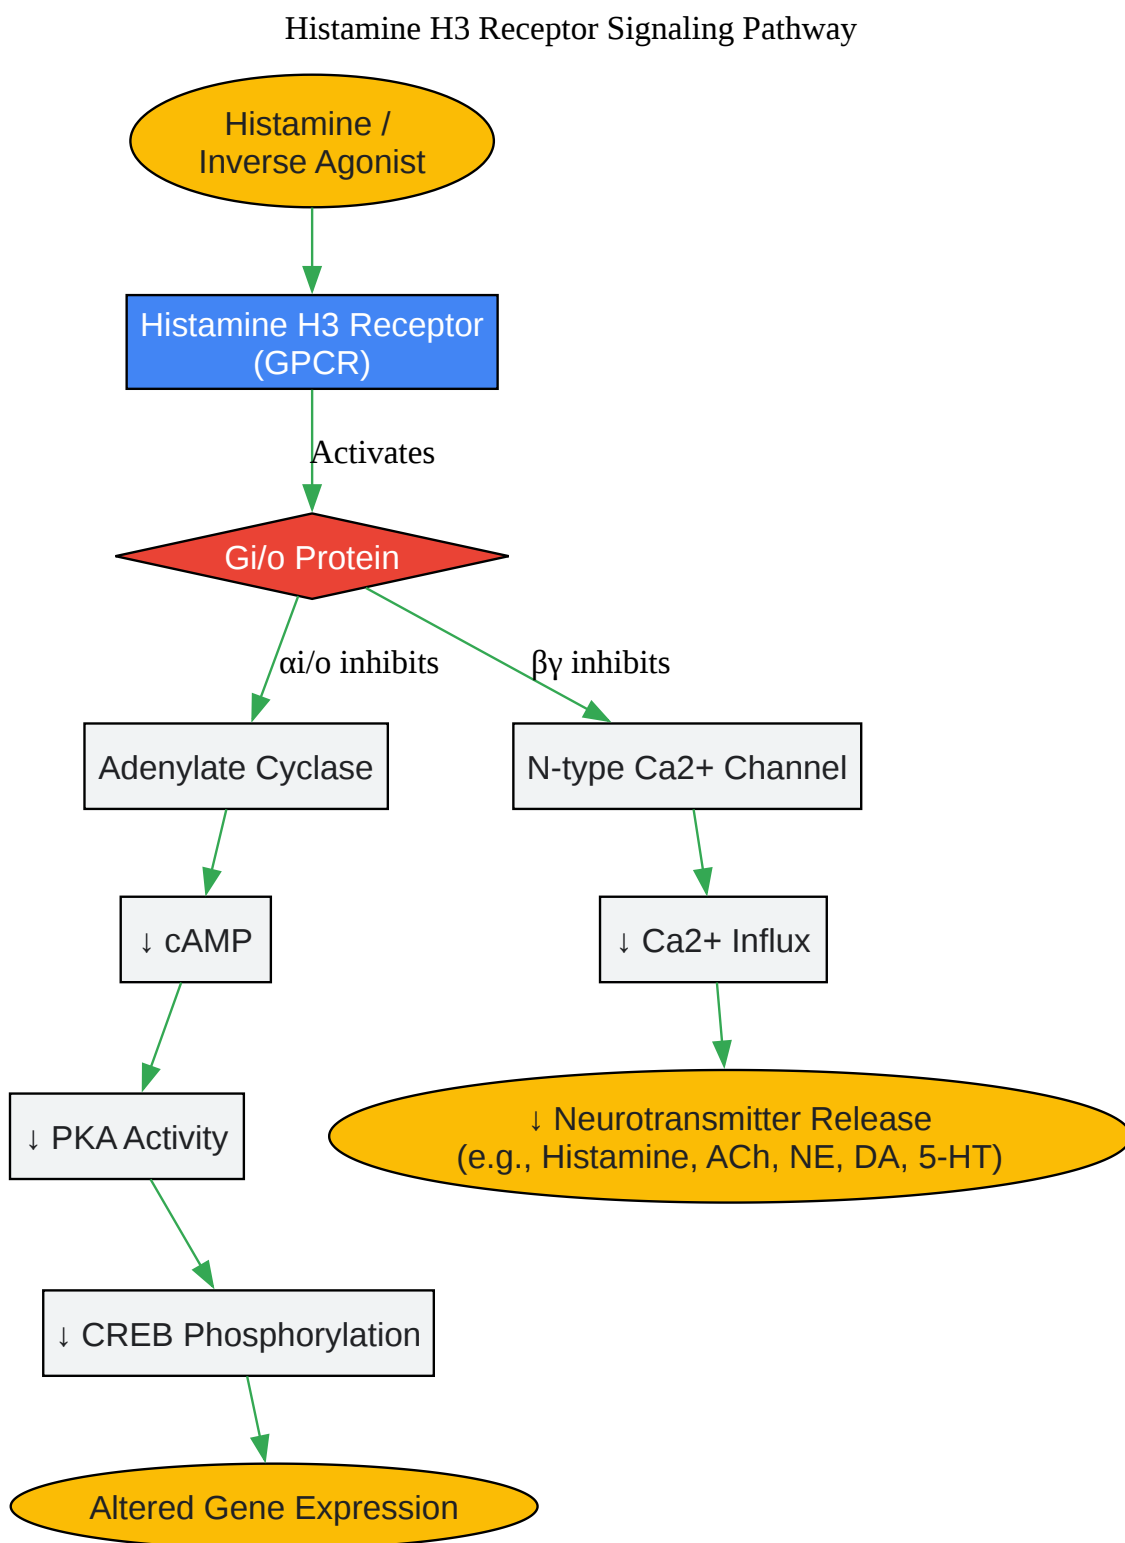 Histamine H3 Receptor Signaling Pathway
Histamine /
Inverse Agonist
Histamine H3 Receptor
(GPCR)
Activates
Gi/o Protein
αi/o inhibits
βγ inhibits
Adenylate Cyclase
N-type Ca2+ Channel
↓ cAMP
↓ Ca2+ Influx
↓ PKA Activity
↓ Neurotransmitter Release
(e.g., Histamine, ACh, NE, DA, 5-HT)
↓ CREB Phosphorylation
Altered Gene Expression